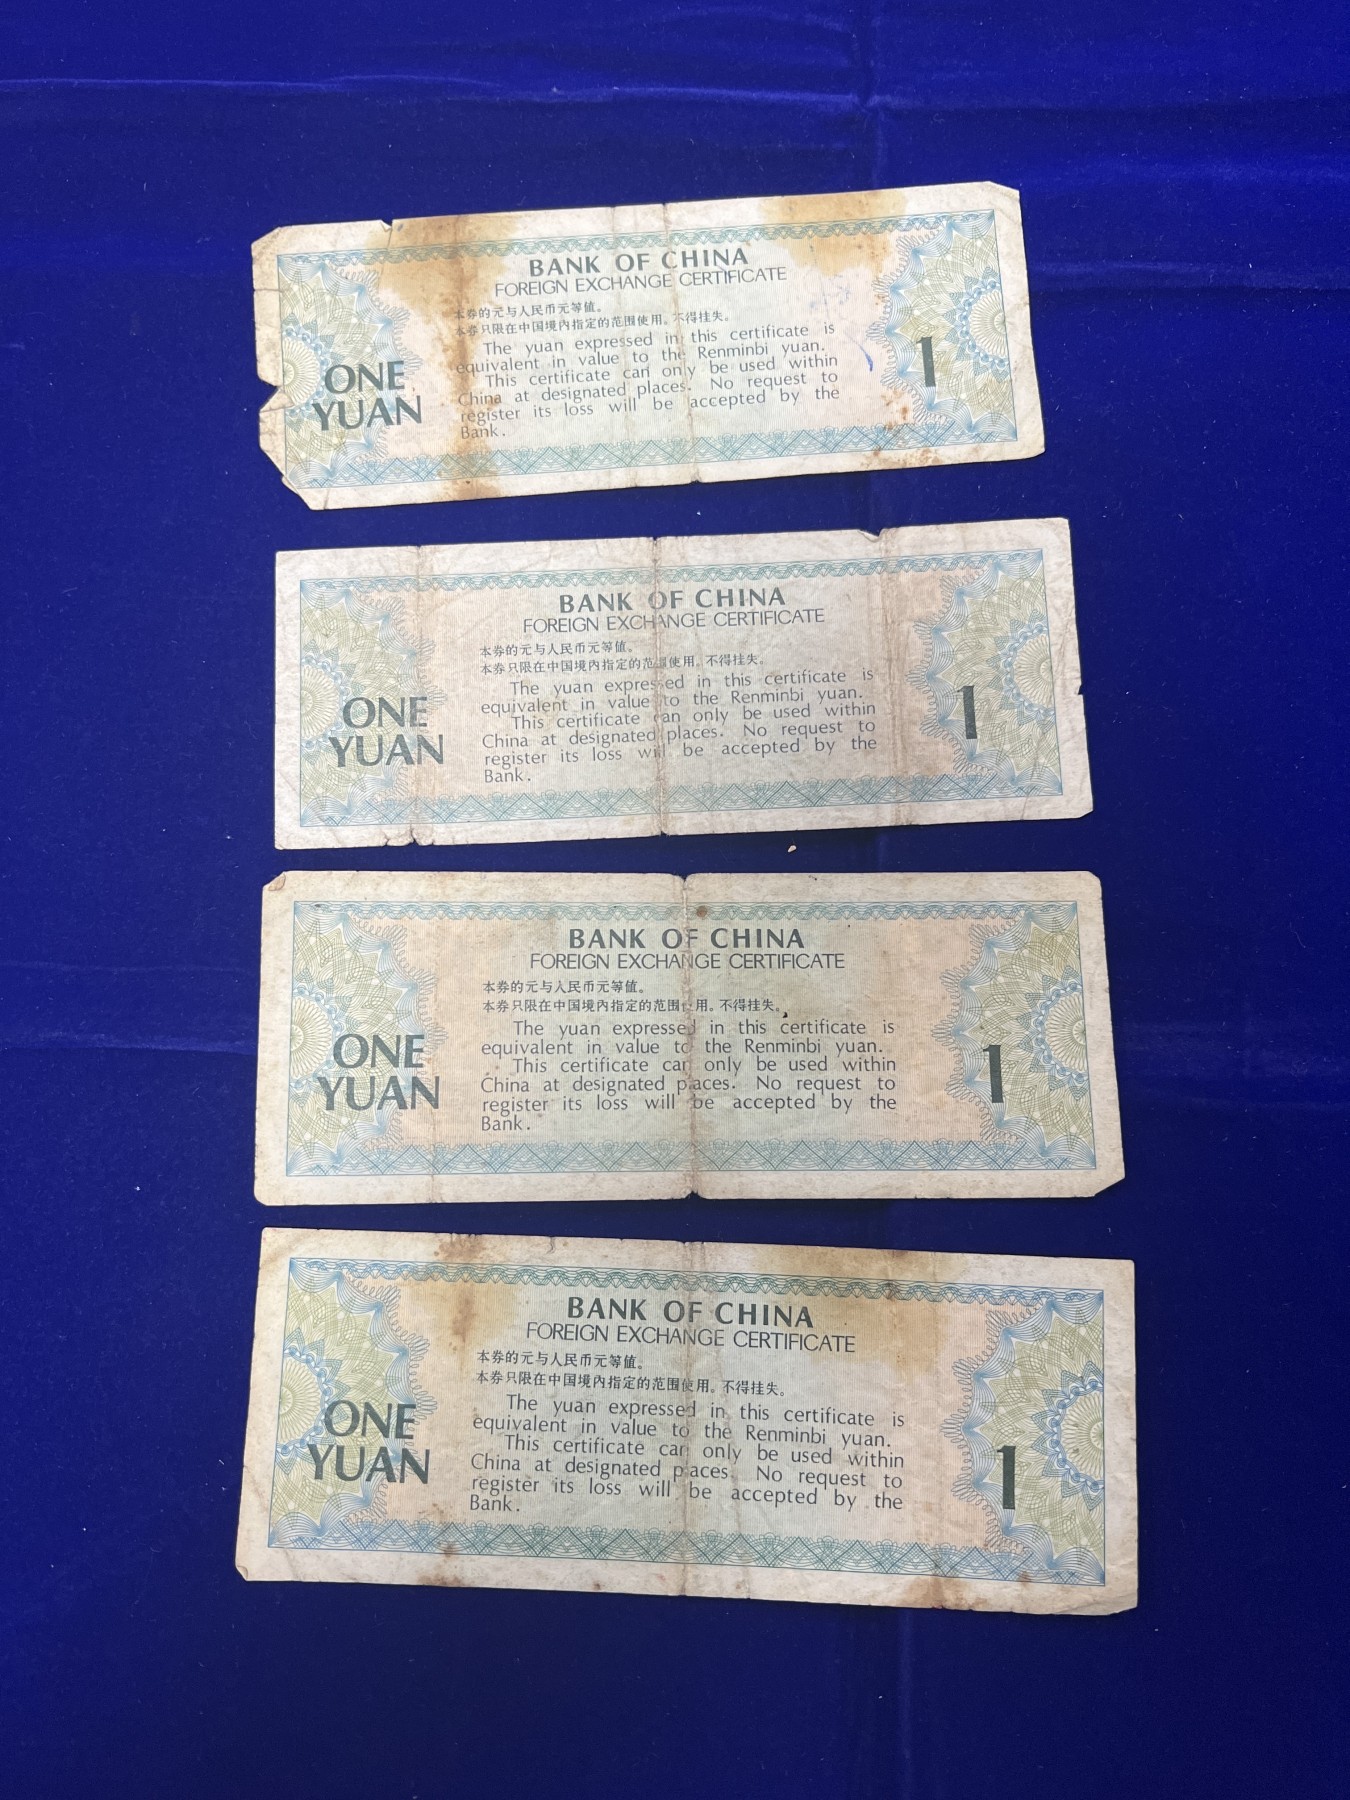 BANK OF CHINA
FOREIGN EXCHANGE CERTIFICATE
本券的元与人民币元等值。
本券只限在中国境内指定的范围使用。不得挂失。
The yuan expressed in this certificate is
equivalent in value to the Renminbi yuan.
This certificate can only be used within
China at designated places. No request to
register its loss will be accepted by the
Bank.
ONE
YUAN
1
BANK OF CHINA
FOREIGN EXCHANGE CERTIFICATE
本券的元与人民币元等值。
本券只限在中国境内指定的范围使用。不得挂失。
The yuan expressed in this certificate is
equivalent in value to the Renminbi yuan.
This certificate can only be used within
China at designated places. No request to
register its loss will be accepted by the
Bank.
ONE
YUAN
1
BANK OF CHINA
FOREIGN EXCHANGE CERTIFICATE
本券的元与人民币元等值。
本券只限在中国境内指定的范围使用。不得挂失。
The yuan expressed in this certificate is
equivalent in value to the Renminbi yuan.
This certificate can only be used within
China at designated places. No request to
register its loss will be accepted by the
Bank.
ONE
YUAN
1
BANK OF CHINA
FOREIGN EXCHANGE CERTIFICATE
本券的元与人民币元等值。
本券只限在中国境内指定的范围使用。不得挂失。
The yuan expressed in this certificate is
equivalent in value to the Renminbi yuan.
This certificate can only be used within
China at designated places. No request to
register its loss will be accepted by the
Bank.
ONE
YUAN
1